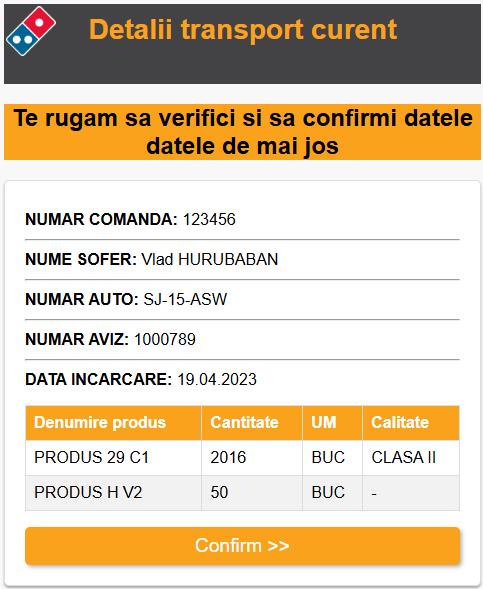 Detalii transport curent
Te rugam sa verifici si sa confirmi datele
datele de mai jos
NUMAR COMANDA: 123456
NUME SOFER: Vlad HURUBABAN
NUMAR AUTO: SJ-15-ASW
NUMAR AVIZ: 1000789
DATA INCARCARE: 19.04.2023
Denumire produs Cantitate UM Calitate
PRODUS 29 C1 2016 BUC CLASA II
PRODUS H V2 50 BUC -
Confirm >>